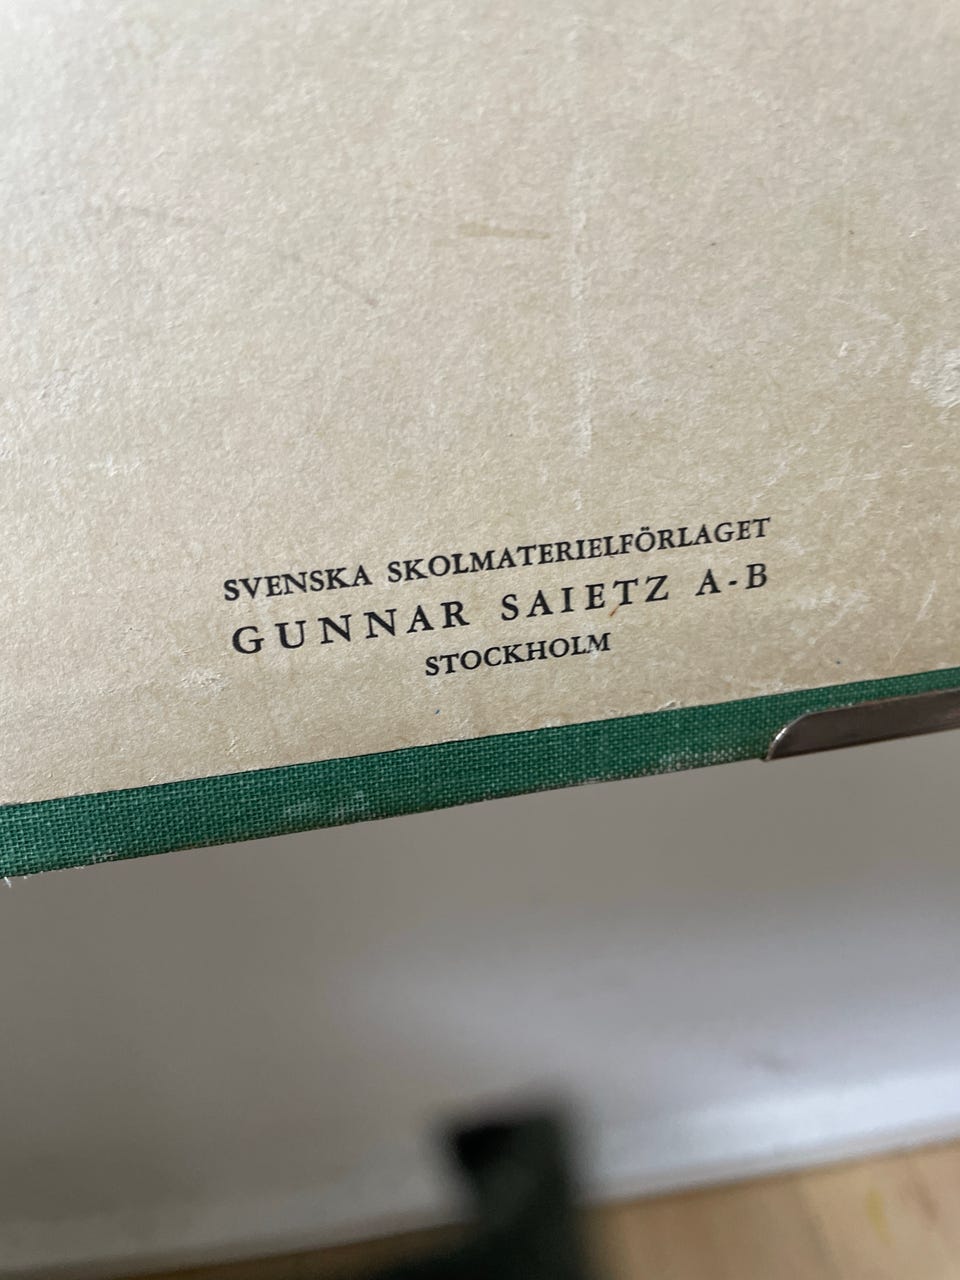 SVENSKA SKOLMATERIELFÖRLAGET
GUNNAR SAIETZ A-B
STOCKHOLM